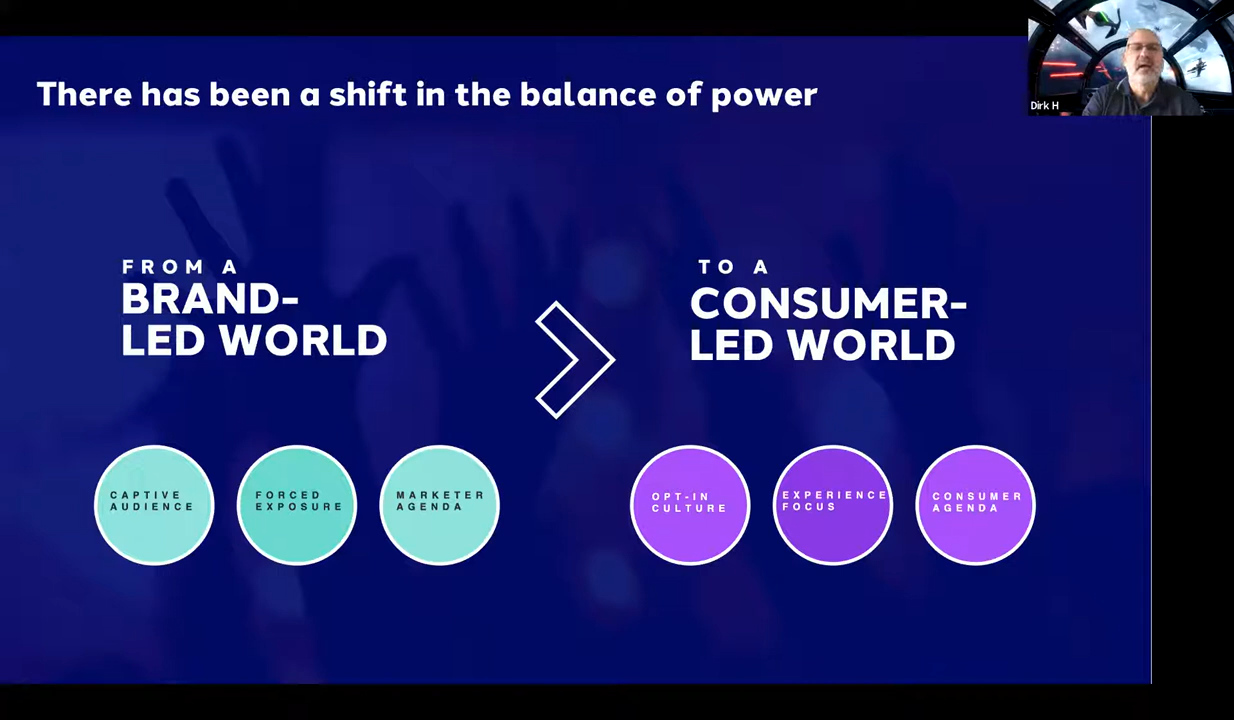 There has been a shift in the balance of power
Dirk H
FROM A
BRAND-
LED WORLD
TO A
CONSUMER-
LED WORLD
CAPTIVE
AUDIENCE
FORCED
EXPOSURE
MARKETER
AGENDA
OPT-IN
CULTURE
EXPERIENCE
FOCUS
CONSUMER
AGENDA